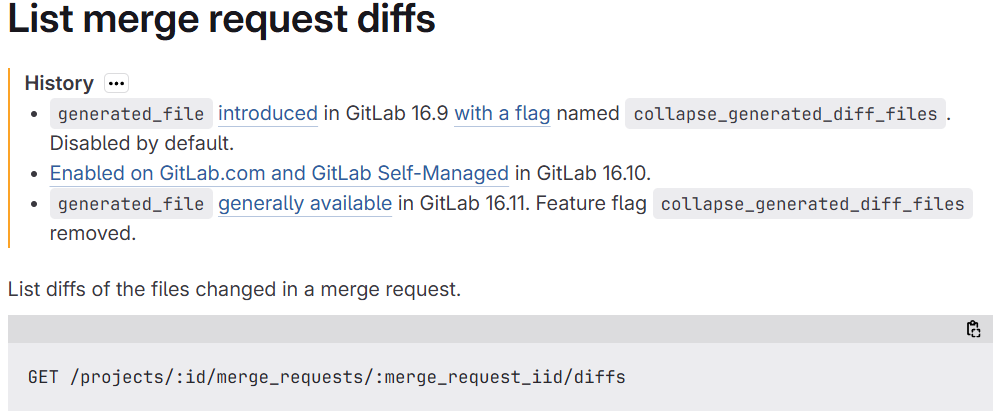 List merge request diffs
History ...
• generated_file introduced in GitLab 16.9 with a flag named collapse_generated_diff_files.
Disabled by default.
• Enabled on GitLab.com and GitLab Self-Managed in GitLab 16.10.
• generated_file generally available in GitLab 16.11. Feature flag collapse_generated_diff_files
removed.
List diffs of the files changed in a merge request.
GET /projects/:id/merge_requests/:merge_request_iid/diffs